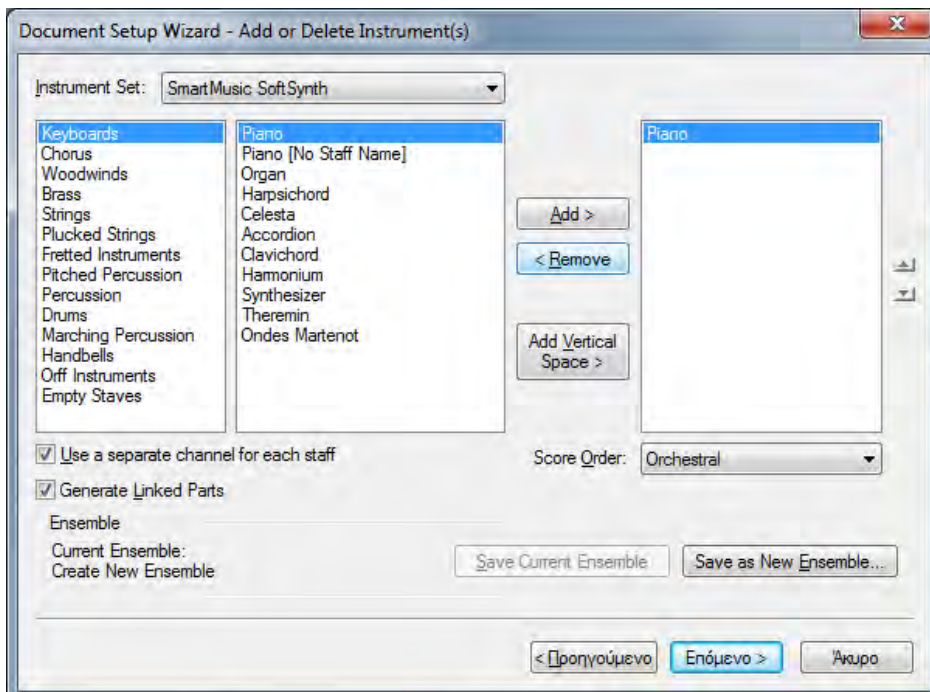 Document Setup Wizard - Add or Delete Instrument(s)
Instrument Set: SmartMusic SoftSynth
Keyboards
Chorus
Woodwinds
Brass
Strings
Plucked Strings
Fretted Instruments
Pitched Percussion
Percussion
Drums
Marching Percussion
Handbells
Orff Instruments
Empty Staves
Piano
Piano [No Staff Name]
Organ
Harpsichord
Celesta
Accordion
Clavichord
Harmonium
Synthesizer
Theremin
Ondes Martenot
Add >
< Remove
Add Vertical
Space >
Piano
Use a separate channel for each staff
Score Order: Orchestral
Generate Linked Parts
Ensemble
Current Ensemble:
Create New Ensemble
Save Current Ensemble
Save as New Ensemble...
< Προηγούμενο
Επόμενο >
Άκυρο